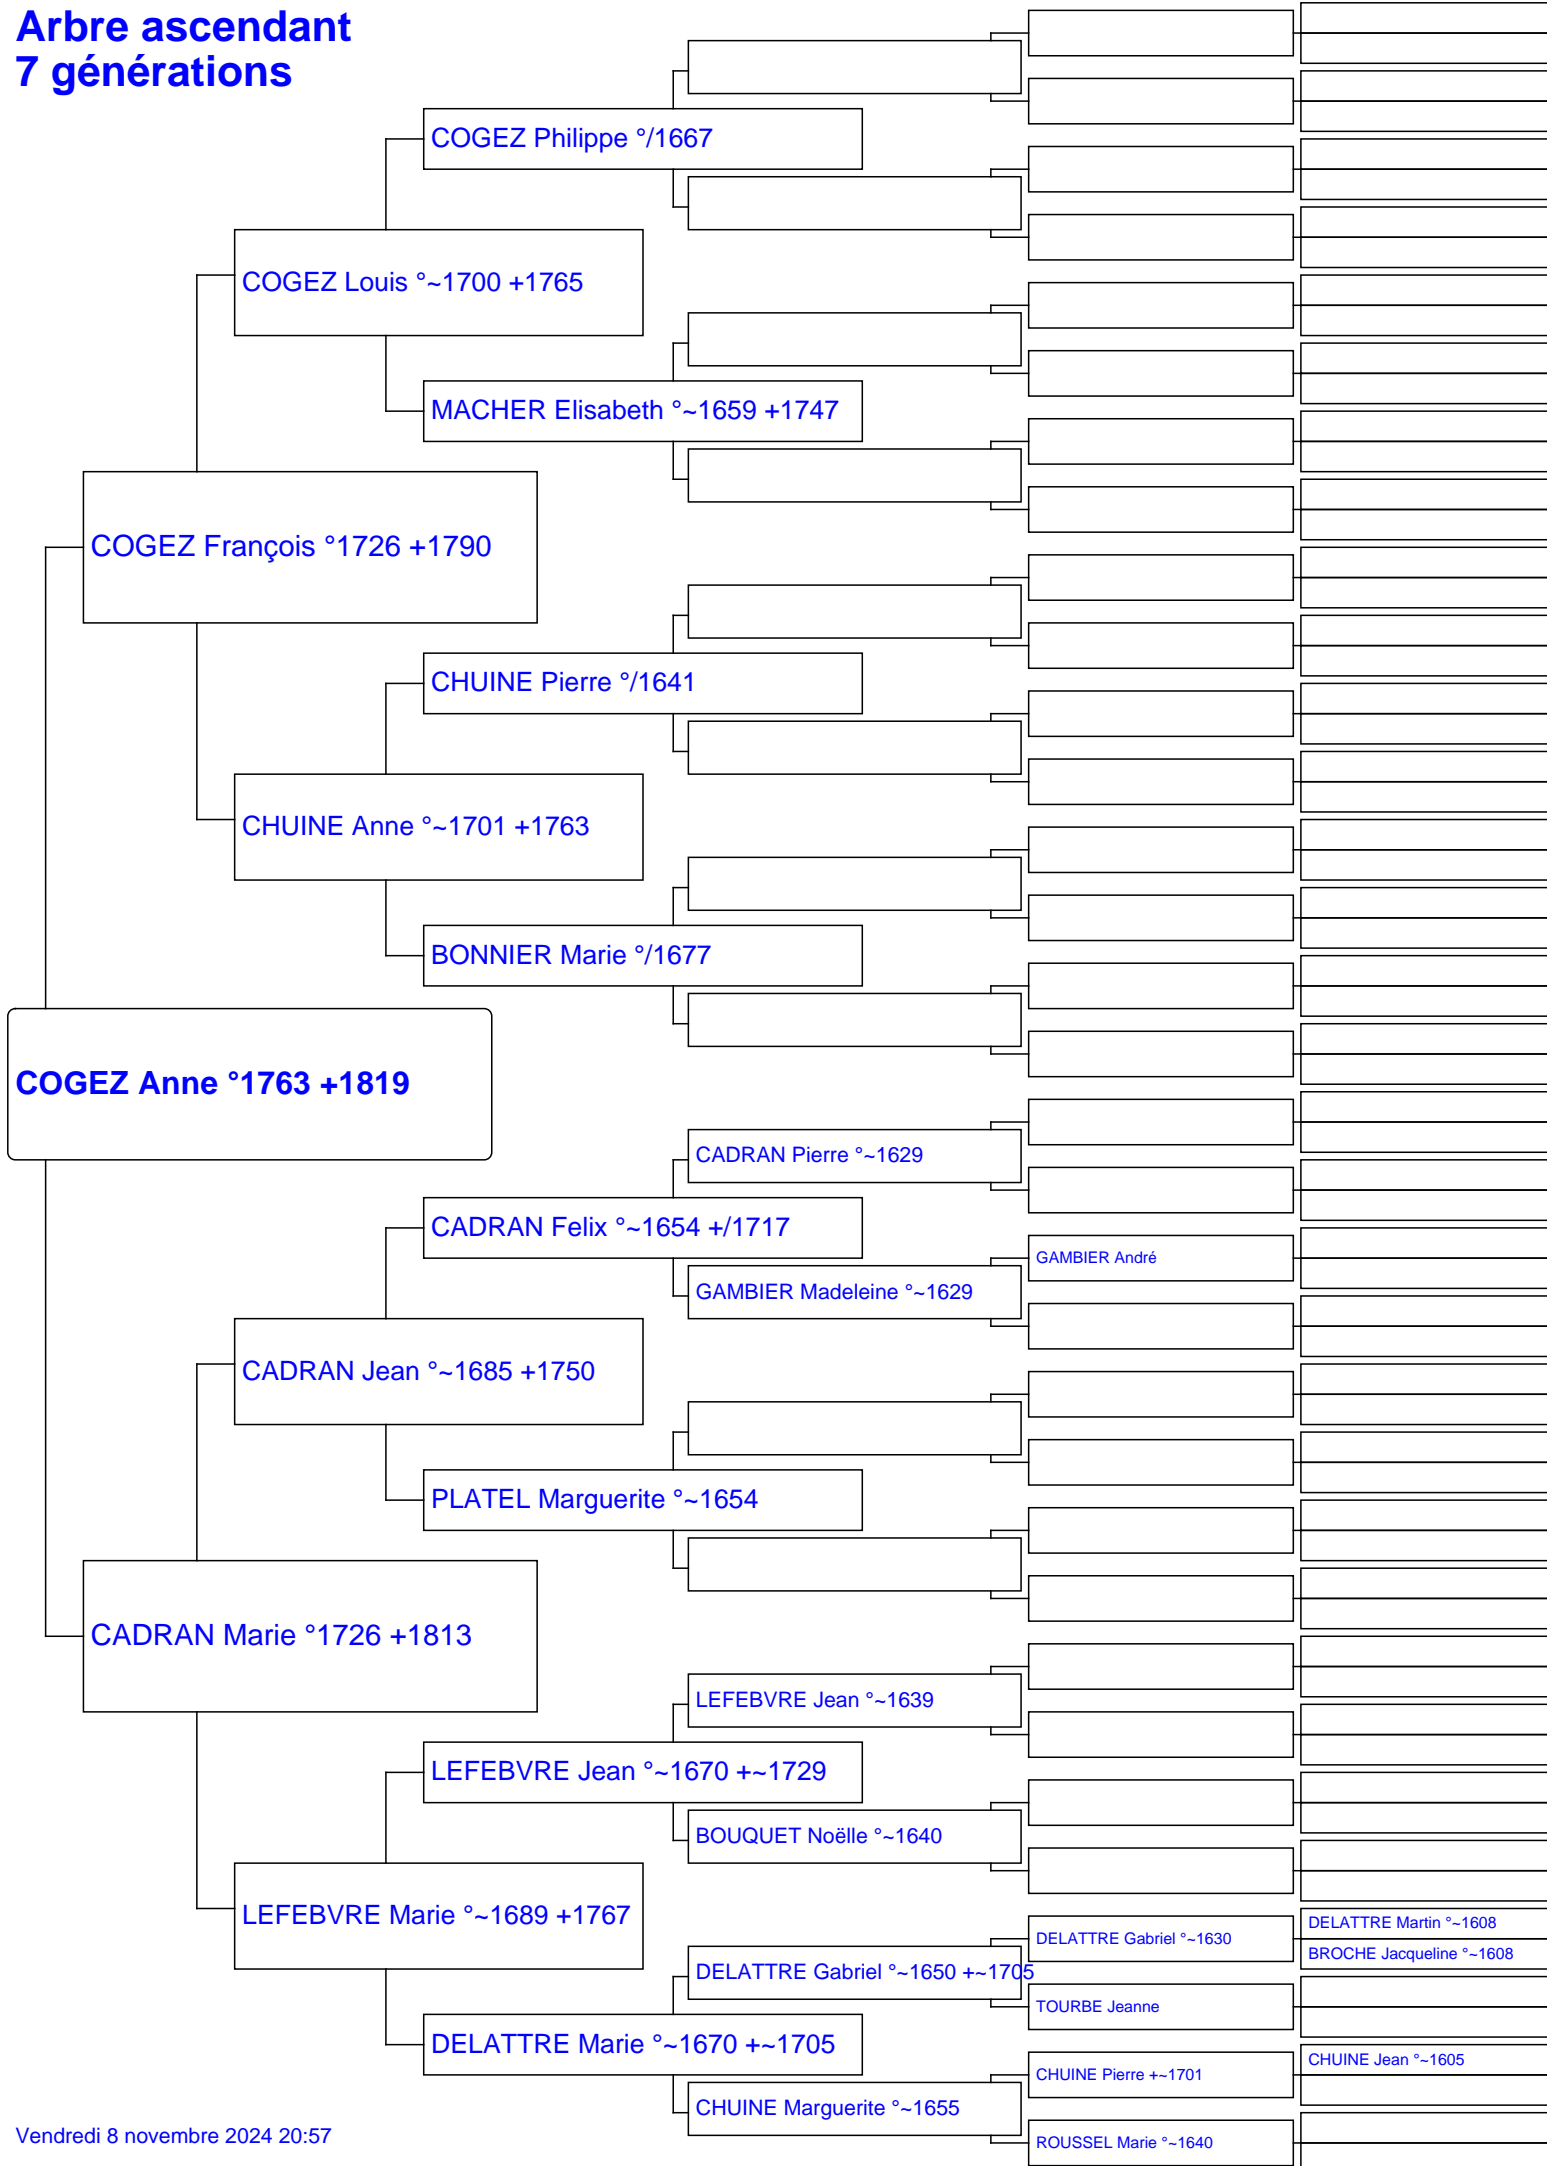 Arbre ascendant
7 générations
COGEZ Philippe °/1667
COGEZ Louis °~1700 +1765
MACHER Elisabeth °~1659 +1747
COGEZ François °1726 +1790
CHUINE Pierre °/1641
CHUINE Anne °~1701 +1763
BONNIER Marie °/1677
COGEZ Anne °1763 +1819
CADRAN Pierre °~1629
CADRAN Felix °~1654 +/1717
GAMBIER André
GAMBIER Madeleine °~1629
CADRAN Jean °~1685 +1750
PLATEL Marguerite °~1654
CADRAN Marie °1726 +1813
LEFEBVRE Jean °~1639
LEFEBVRE Jean °~1670 +~1729
BOUQUET Noëlle °~1640
LEFEBVRE Marie °~1689 +1767
DELATTRE Martin °~1608
DELATTRE Gabriel °~1630
BROCHE Jacqueline °~1608
DELATTRE Gabriel °~1650 +~1705
TOURBE Jeanne
DELATTRE Marie °~1670 +~1705
CHUINE Jean °~1605
CHUINE Pierre +~1701
CHUINE Marguerite °~1655
ROUSSEL Marie °~1640
Vendredi 8 novembre 2024 20:57